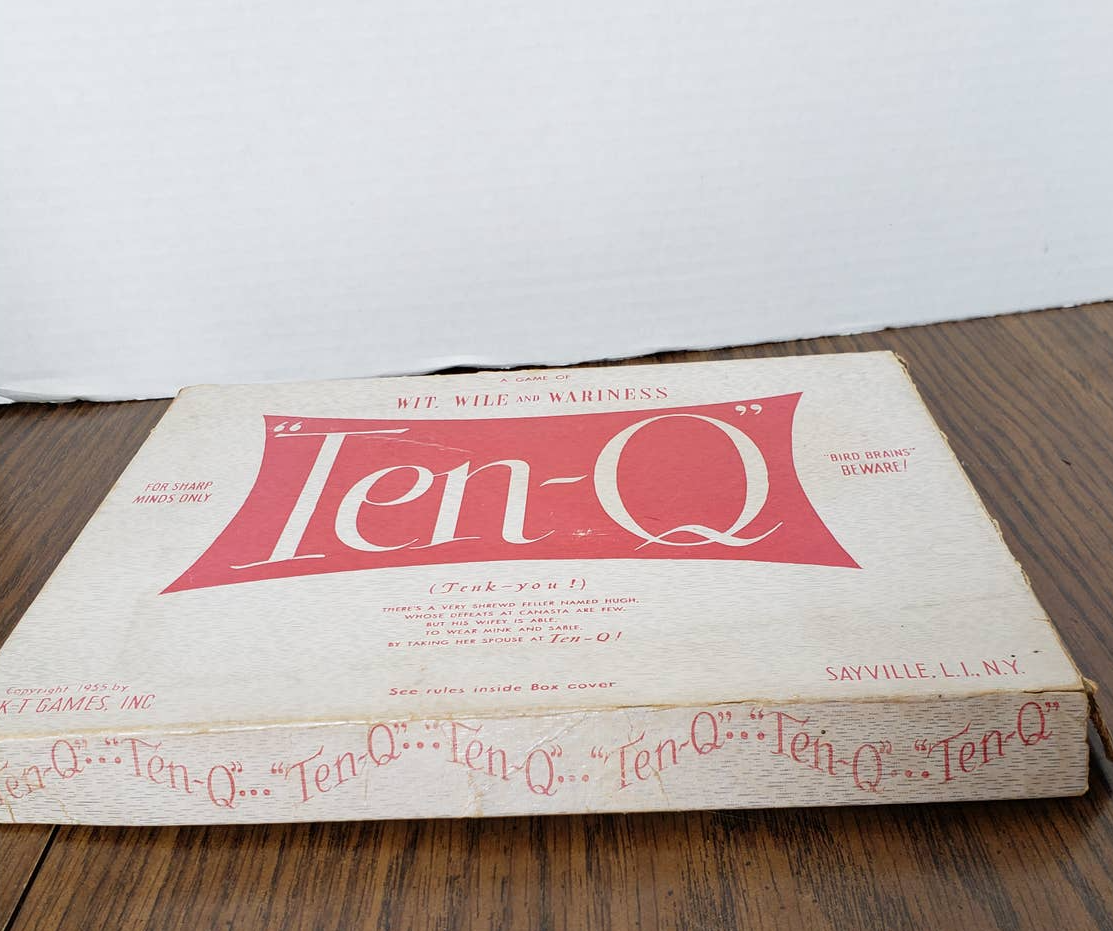 A GAME OF
WIT, WILE AND WARINESS
"Ten-Q"
FOR SHARP
MINDS ONLY
"BIRD BRAINS"
BEWARE!
(Tenk-you!)
THERE'S A VERY SHREWD FELLER NAMED HUGH,
WHOSE DEFEATS AT CANASTA ARE FEW.
BUT HIS WIFEY IS ABLE,
TO WEAR MINK AND SABLE,
BY TAKING HER SPOUSE AT Ten-Q!
Copyright 1955 by
K-T GAMES, INC
See rules inside Box cover
SAYVILLE, L.I., N.Y.
Ten-Q"..."Ten-Q"..."Ten-Q"..."Ten-Q"..."Ten-Q"..."Ten-Q"..."Ten-Q"